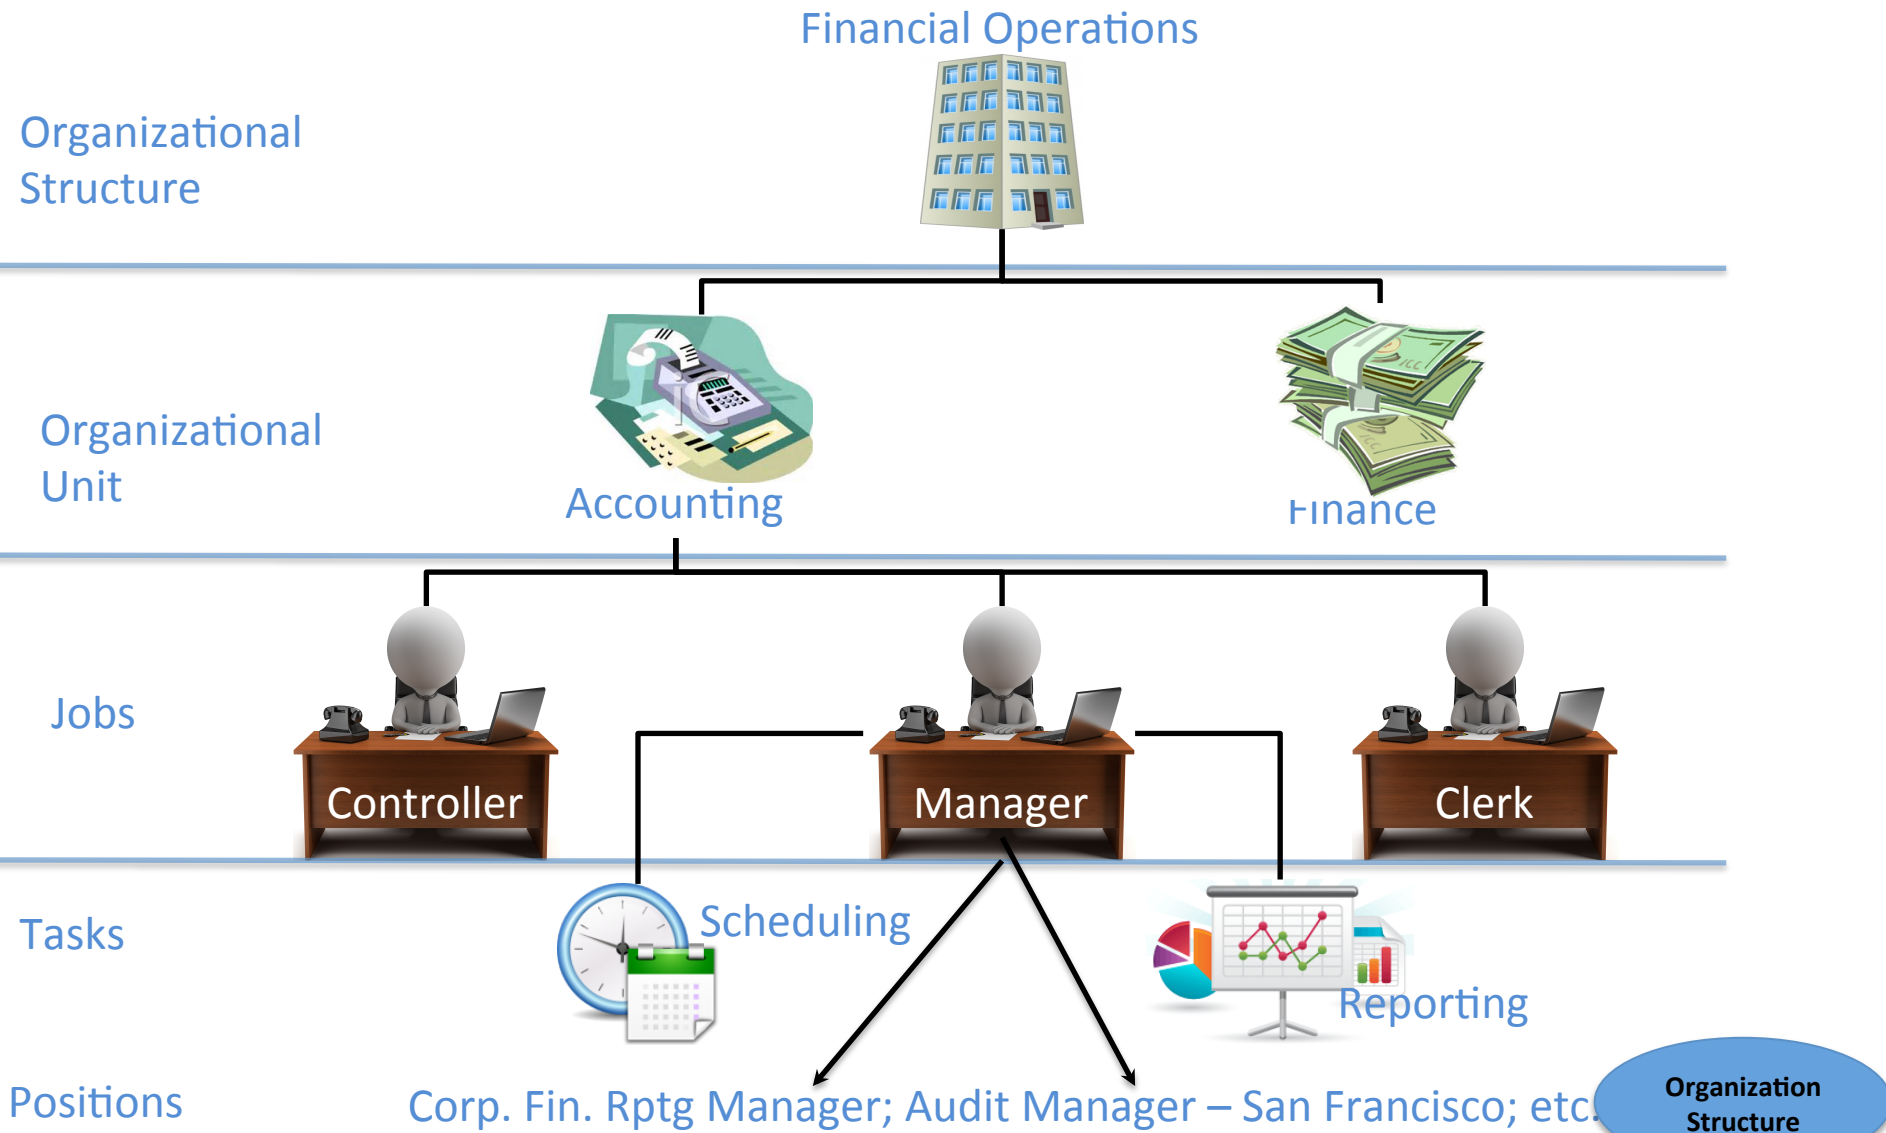 Financial Operations
Organizational
Structure
Organizational
Unit
Accounting
Finance
Jobs
Controller
Manager
Clerk
Tasks
Scheduling
Reporting
Positions
Corp. Fin. Rptg Manager; Audit Manager – San Francisco; etc.
Organization
Structure